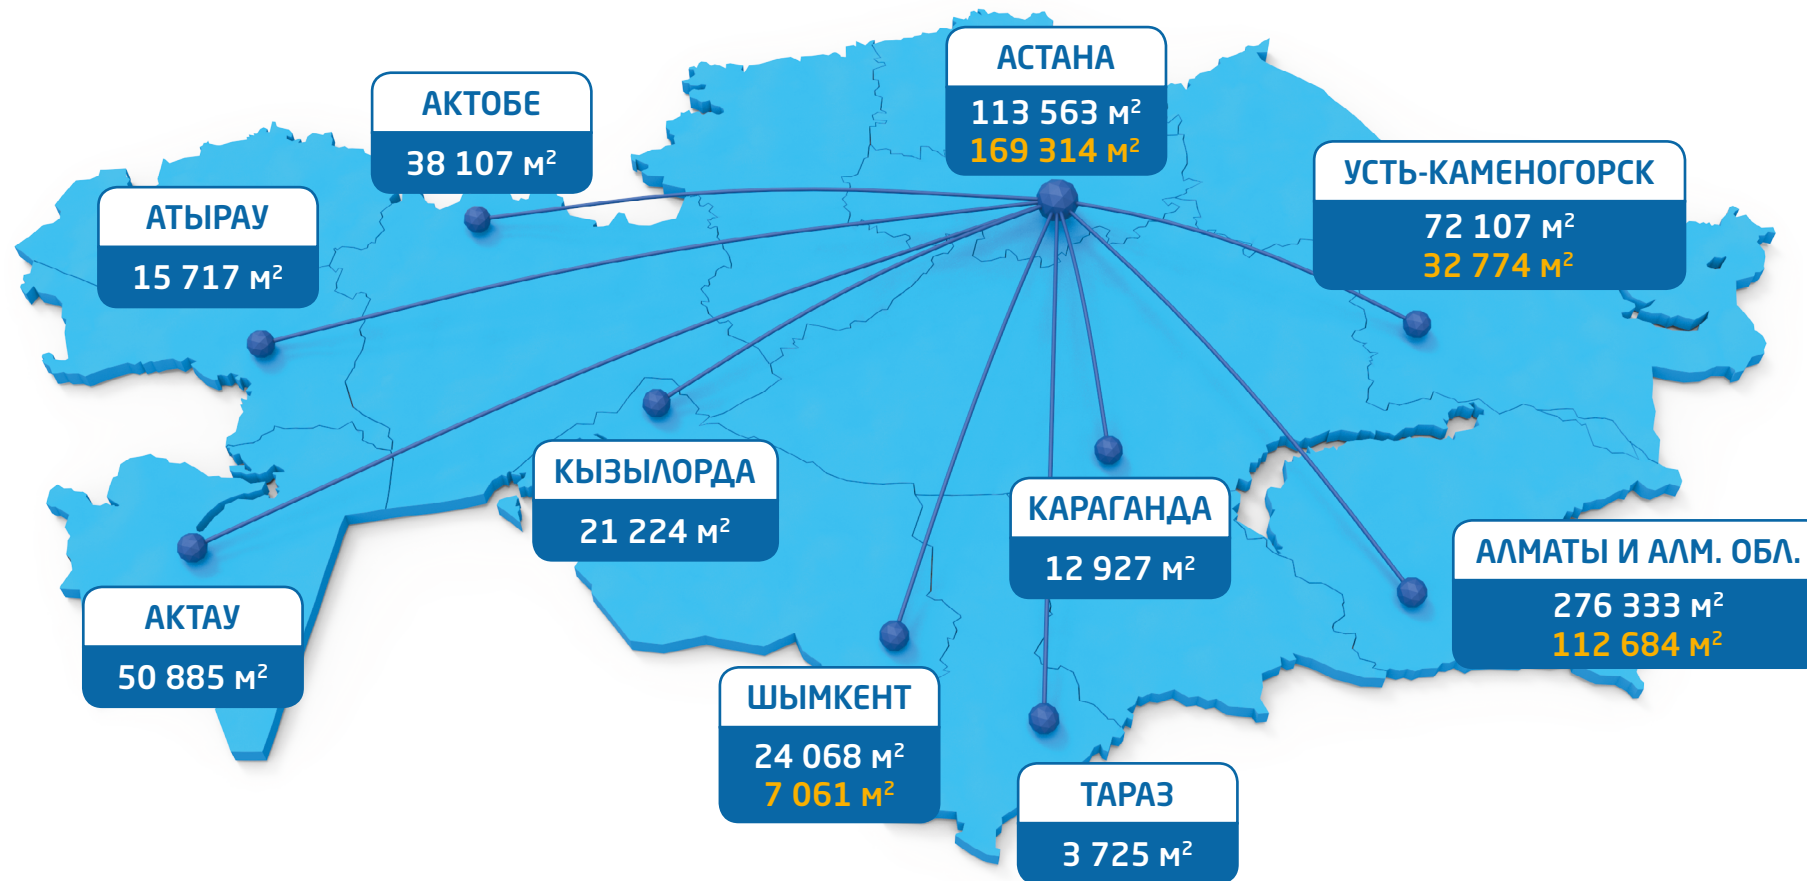 АСТАНА
113 563 м²
169 314 м²
АКТОБЕ
38 107 м²
УСТЬ-КАМЕНОГОРСК
72 107 м²
32 774 м²
АТЫРАУ
15 717 м²
КЫЗЫЛОРДА
21 224 м²
КАРАГАНДА
12 927 м²
АЛМАТЫ И АЛМ. ОБЛ.
276 333 м²
112 684 м²
АКТАУ
50 885 м²
ШЫМКЕНТ
24 068 м²
7 061 м²
ТАРАЗ
3 725 м²